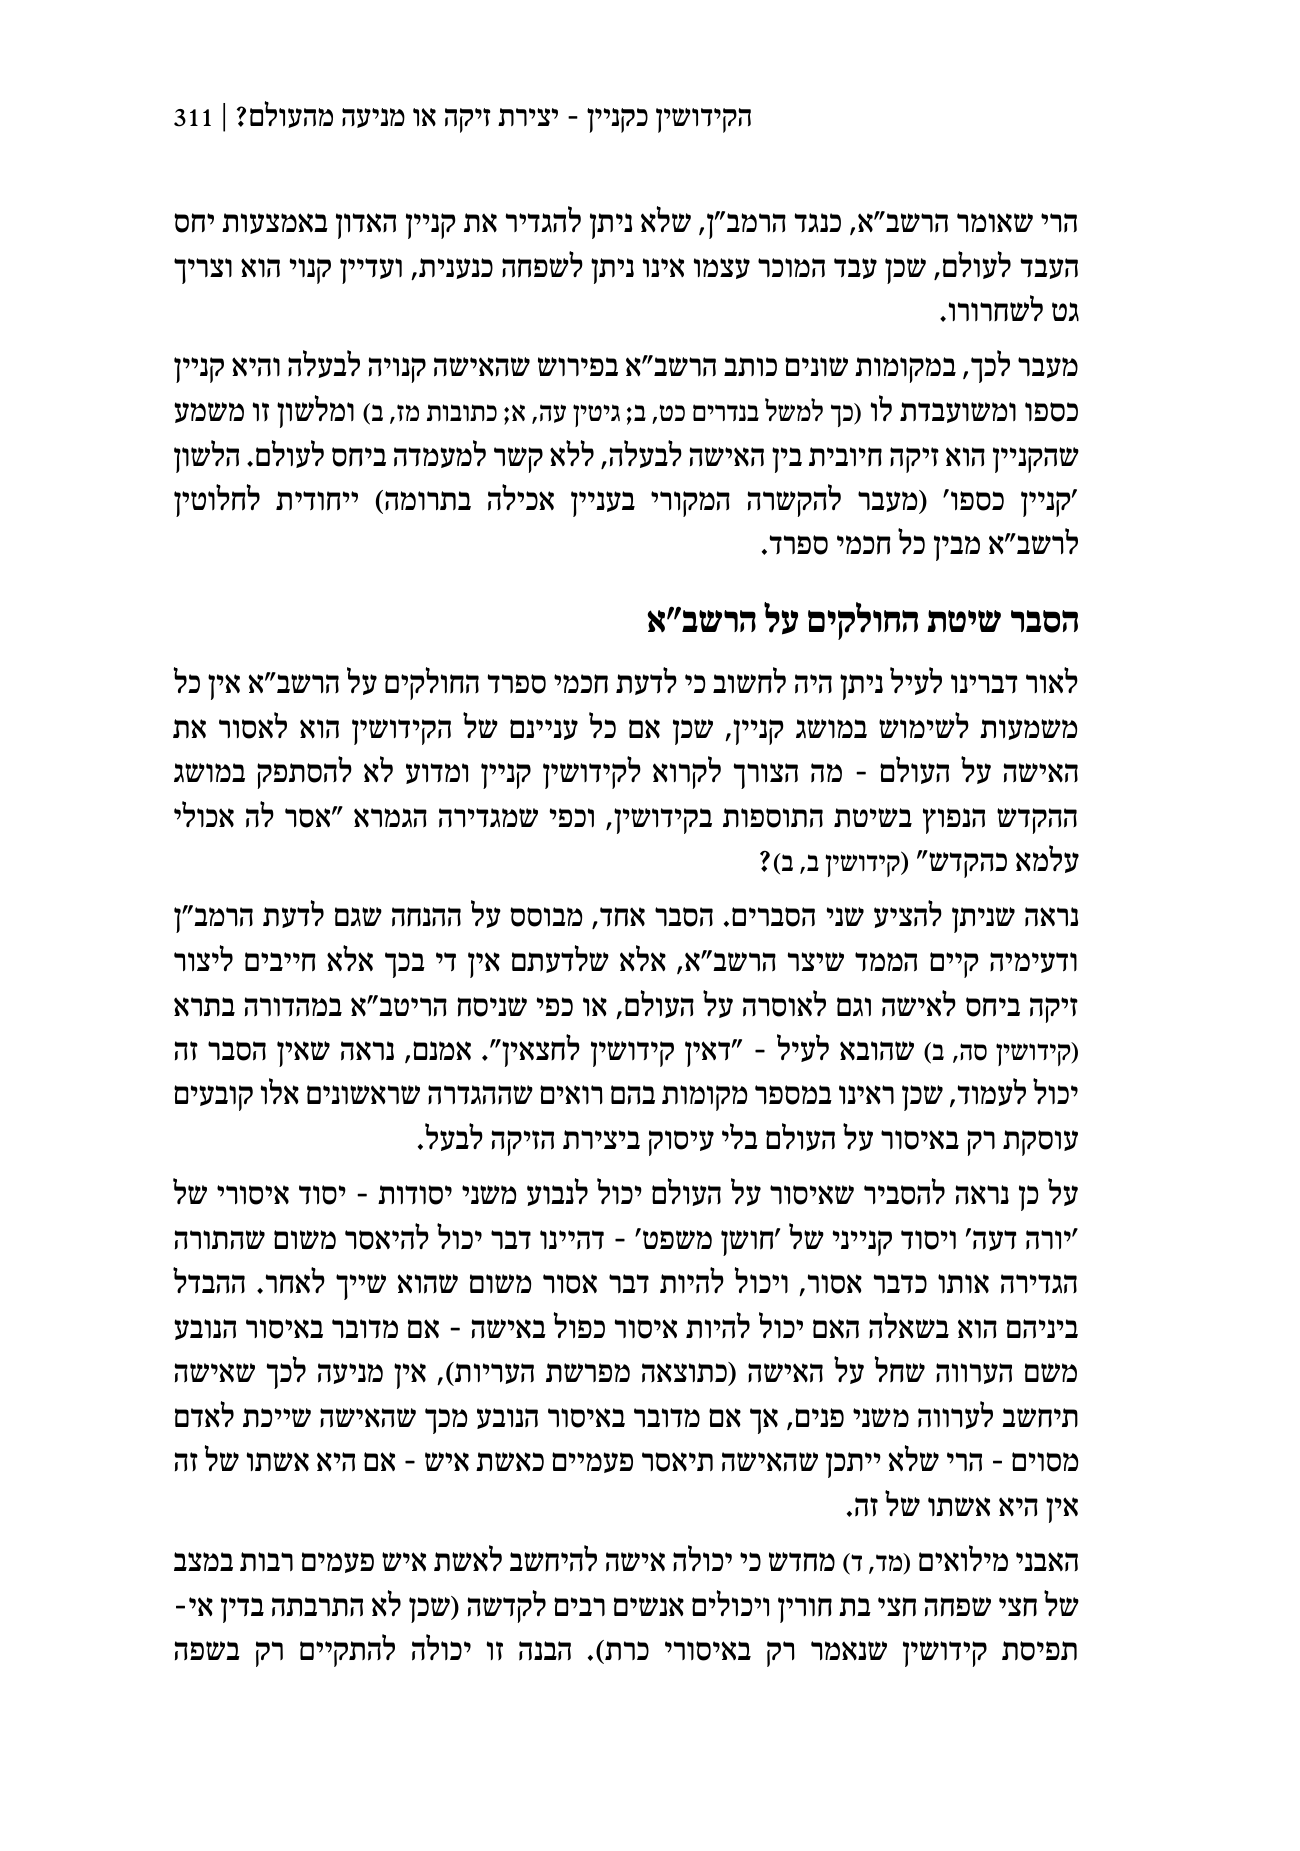 הקידושין כקניין - יצירת זיקה או מניעה מהעולם? | 311
הרי שאומר הרשב"א, כנגד הרמב"ן, שלא ניתן להגדיר את קניין האדון באמצעות יחס
העבד לעולם, שכן עבד המוכר עצמו אינו ניתן לשפחה כנענית, ועדיין קנוי הוא וצריך
גט לשחרורו.
מעבר לכך, במקומות שונים כותב הרשב"א בפירוש שהאישה קנויה לבעלה והיא קניין
כספו ומשועבדת לו (כך למשל בנדרים כט, ב; גיטין עה, א; כתובות מז, ב) ומלשון זו משמע
שהקניין הוא זיקה חיובית בין האישה לבעלה, ללא קשר למעמדה ביחס לעולם. הלשון
'קניין כספו' (מעבר להקשרה המקורי בעניין אכילה בתרומה) ייחודית לחלוטין
לרשב"א מבין כל חכמי ספרד.
הסבר שיטת החולקים על הרשב"א
לאור דברינו לעיל ניתן היה לחשוב כי לדעת חכמי ספרד החולקים על הרשב"א אין כל
משמעות לשימוש במושג קניין, שכן אם כל עניינם של הקידושין הוא לאסור את
האישה על העולם - מה הצורך לקרוא לקידושין קניין ומדוע לא להסתפק במושג
ההקדש הנפוץ בשיטת התוספות בקידושין, וכפי שמגדירה הגמרא "אסר לה אכולי
עלמא כהקדש" (קידושין ב, ב)?
נראה שניתן להציע שני הסברים. הסבר אחד, מבוסס על ההנחה שגם לדעת הרמב"ן
ודעימיה קיים הממד שיצר הרשב"א, אלא שלדעתם אין די בכך אלא חייבים ליצור
זיקה ביחס לאישה וגם לאוסרה על העולם, או כפי שניסח הריטב"א במהדורה בתרא
(קידושין סה, ב) שהובא לעיל - "דאין קידושין לחצאין". אמנם, נראה שאין הסבר זה
יכול לעמוד, שכן ראינו במספר מקומות בהם רואים שההגדרה שראשונים אלו קובעים
עוסקת רק באיסור על העולם בלי עיסוק ביצירת הזיקה לבעל.
על כן נראה להסביר שאיסור על העולם יכול לנבוע משני יסודות - יסוד איסורי של
'יורה דעה' ויסוד קנייני של 'חושן משפט' - דהיינו דבר יכול להיאסר משום שהתורה
הגדירה אותו כדבר אסור, ויכול להיות דבר אסור משום שהוא שייך לאחר. ההבדל
ביניהם הוא בשאלה האם יכול להיות איסור כפול באישה - אם מדובר באיסור הנובע
משם הערווה שחל על האישה (כתוצאה מפרשת העריות), אין מניעה לכך שאישה
תיחשב לערווה משני פנים, אך אם מדובר באיסור הנובע מכך שהאישה שייכת לאדם
מסוים - הרי שלא ייתכן שהאישה תיאסר פעמיים כאשת איש - אם היא אשתו של זה
אין היא אשתו של זה.
האבני מילואים (מד, ד) מחדש כי יכולה אישה להיחשב לאשת איש פעמים רבות במצב
של חצי שפחה חצי בת חורין ויכולים אנשים רבים לקדשה (שכן לא התרבתה בדין אי-
תפיסת קידושין שנאמר רק באיסורי כרת). הבנה זו יכולה להתקיים רק בשפה